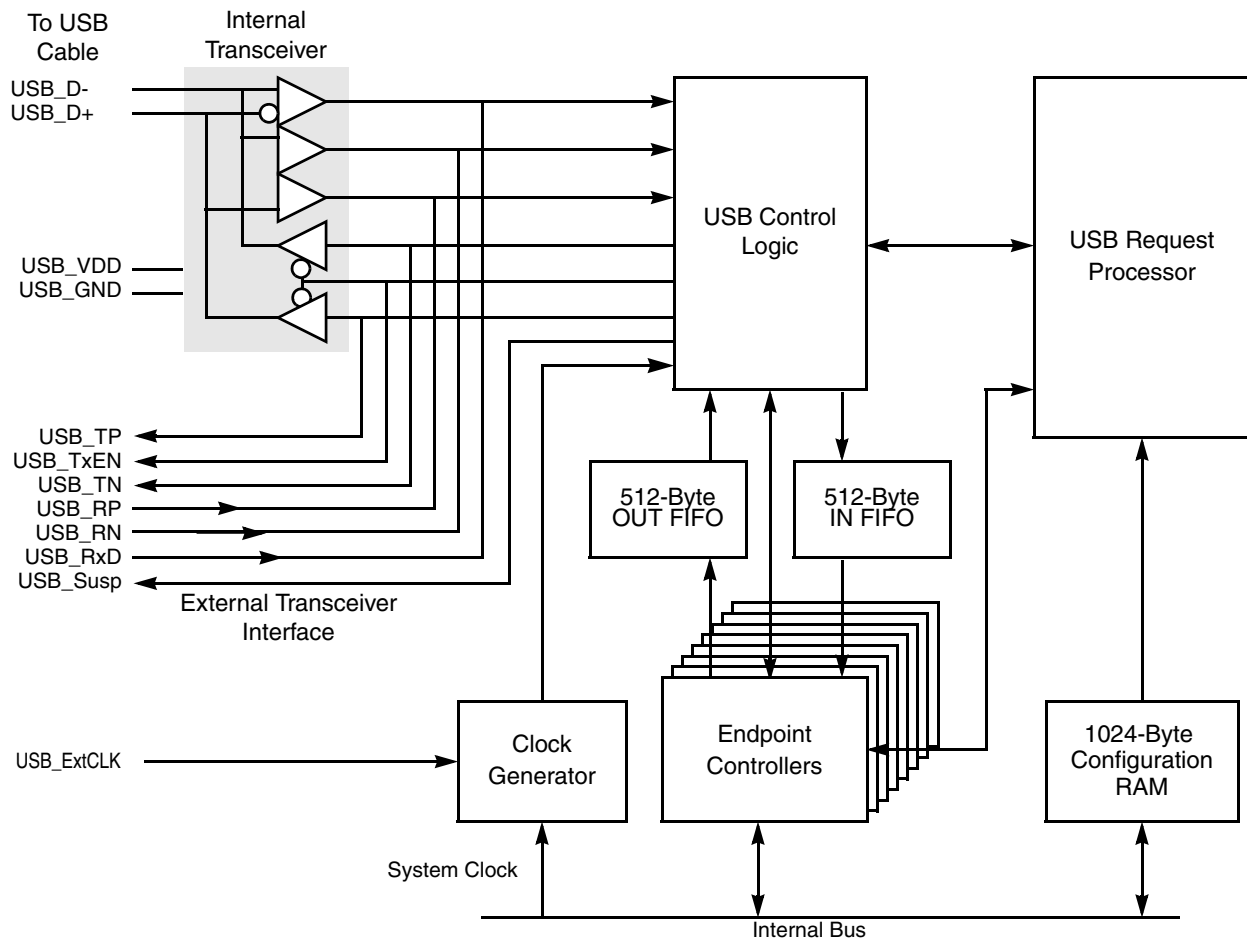 To USB
Cable
Internal
Transceiver
USB_D-
USB_D+
USB_VDD
USB_GND
USB Control
Logic
USB Request
Processor
USB_TP
USB_TxEN
USB_TN
USB_RP
USB_RN
USB_RxD
USB_Susp
External Transceiver
Interface
512-Byte
OUT FIFO
512-Byte
IN FIFO
USB_ExtCLK
Clock
Generator
Endpoint
Controllers
1024-Byte
Configuration
RAM
System Clock
Internal Bus